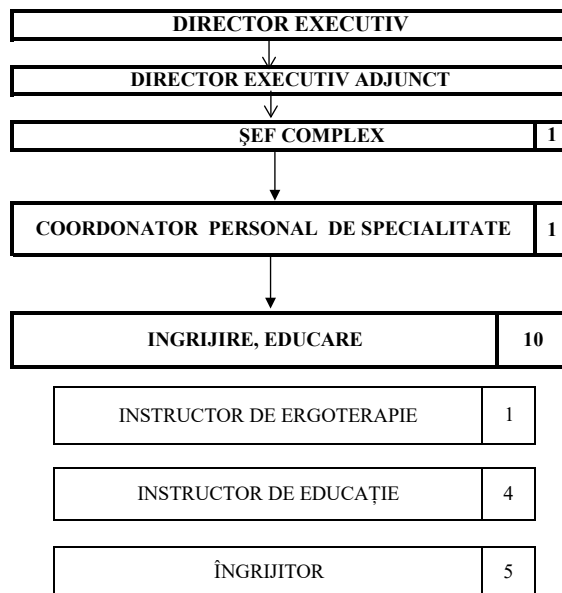 DIRECTOR EXECUTIV
DIRECTOR EXECUTIV ADJUNCT
ŞEF COMPLEX 1
COORDONATOR PERSONAL DE SPECIALITATE 1
INGRIJIRE, EDUCARE 10
INSTRUCTOR DE ERGOTERAPIE 1
INSTRUCTOR DE EDUCAȚIE 4
ÎNGRIJITOR 5